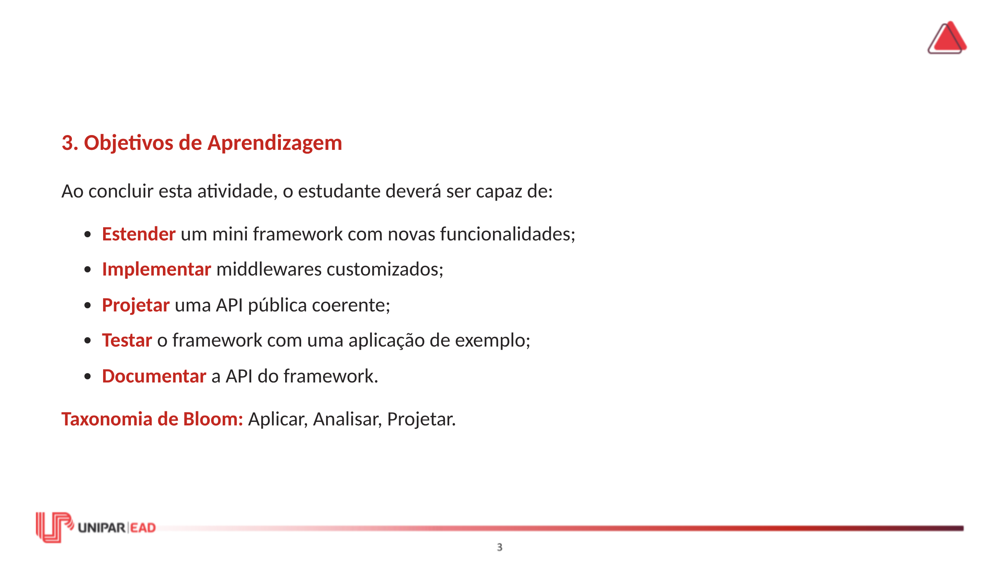 3. Objetivos de Aprendizagem
Ao concluir esta atividade, o estudante deverá ser capaz de:
• Estender um mini framework com novas funcionalidades;
• Implementar middlewares customizados;
• Projetar uma API pública coerente;
• Testar o framework com uma aplicação de exemplo;
• Documentar a API do framework.
Taxonomia de Bloom: Aplicar, Analisar, Projetar.
UNIPAR|EAD
3